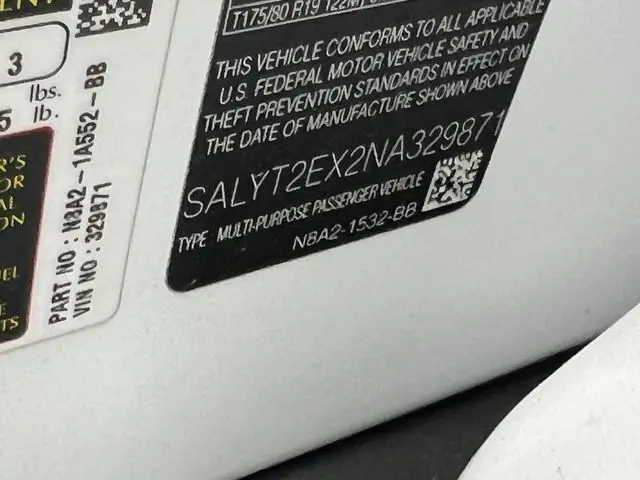 3
lbs.
lb.
PART NO : N8A2-1A552-BB
VIN NO : 329871
T175/80 R19 122M
THIS VEHICLE CONFORMS TO ALL APPLICABLE
U.S. FEDERAL MOTOR VEHICLE SAFETY AND
THEFT PREVENTION STANDARDS IN EFFECT ON
THE DATE OF MANUFACTURE SHOWN ABOVE
SALYT2EX2NA329871
TYPE MULTI-PURPOSE PASSENGER VEHICLE
N8A2-1532-BB